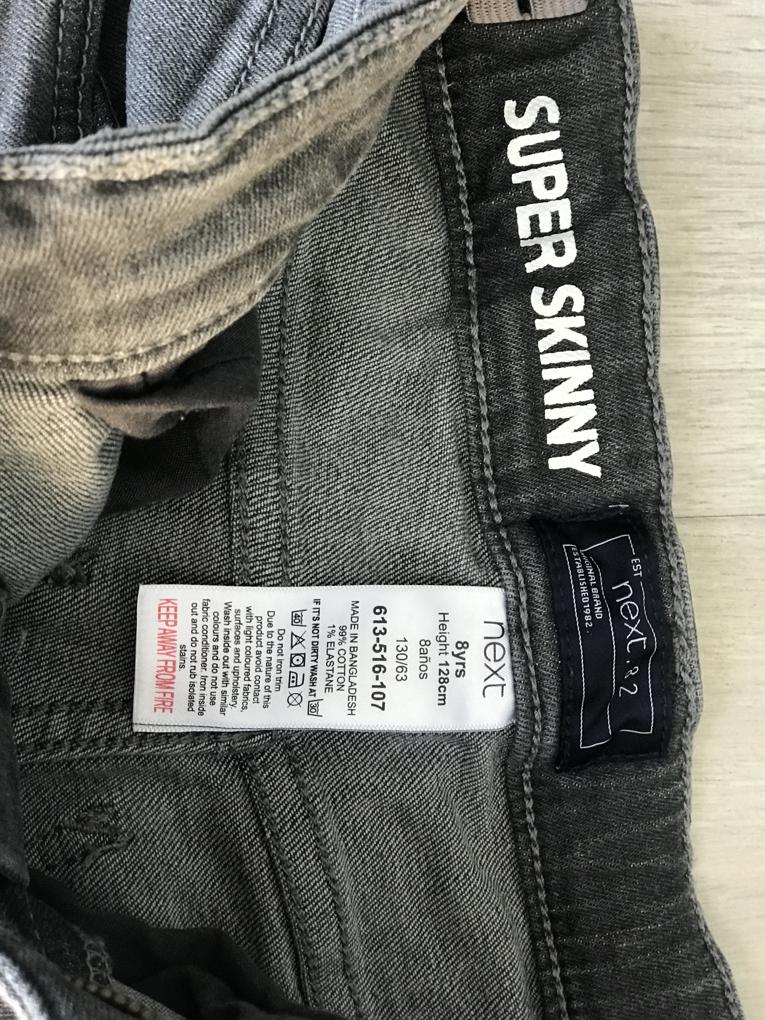 SUPER SKINNY
EST
next.82
ORIGINAL BRAND
ESTABLISHED 1982.
next
8yrs
Height 128cm
8años
130/63
613-516-107
MADE IN BANGLADESH
99% COTTON
1% ELASTANE
IF IT'S NOT DIRTY WASH AT 30
40
Do not iron trim
Due to the nature of this
product avoid contact
with light coloured fabrics,
surfaces and upholstery.
Wash inside out with similar
colours and do not use
fabric conditioner. Iron inside
out and do not rub isolated
stains.
KEEP AWAY FROM FIRE